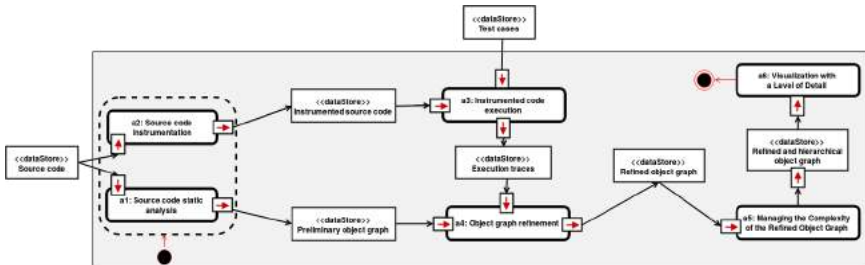 <<dataStore>>
Test cases
<<dataStore>>
Source code
a2: Source code
instrumentation
a1: Source code static
analysis
<<dataStore>>
Instrumented source code
<<dataStore>>
Preliminary object graph
a3: Instrumented code
execution
<<dataStore>>
Execution traces
a4: Object graph refinement
<<dataStore>>
Refined object graph
a6: Visualization with
a Level of Detail
<<dataStore>>
Refined and hierarchical
object graph
a5: Managing the Complexity
of the Refined Object Graph